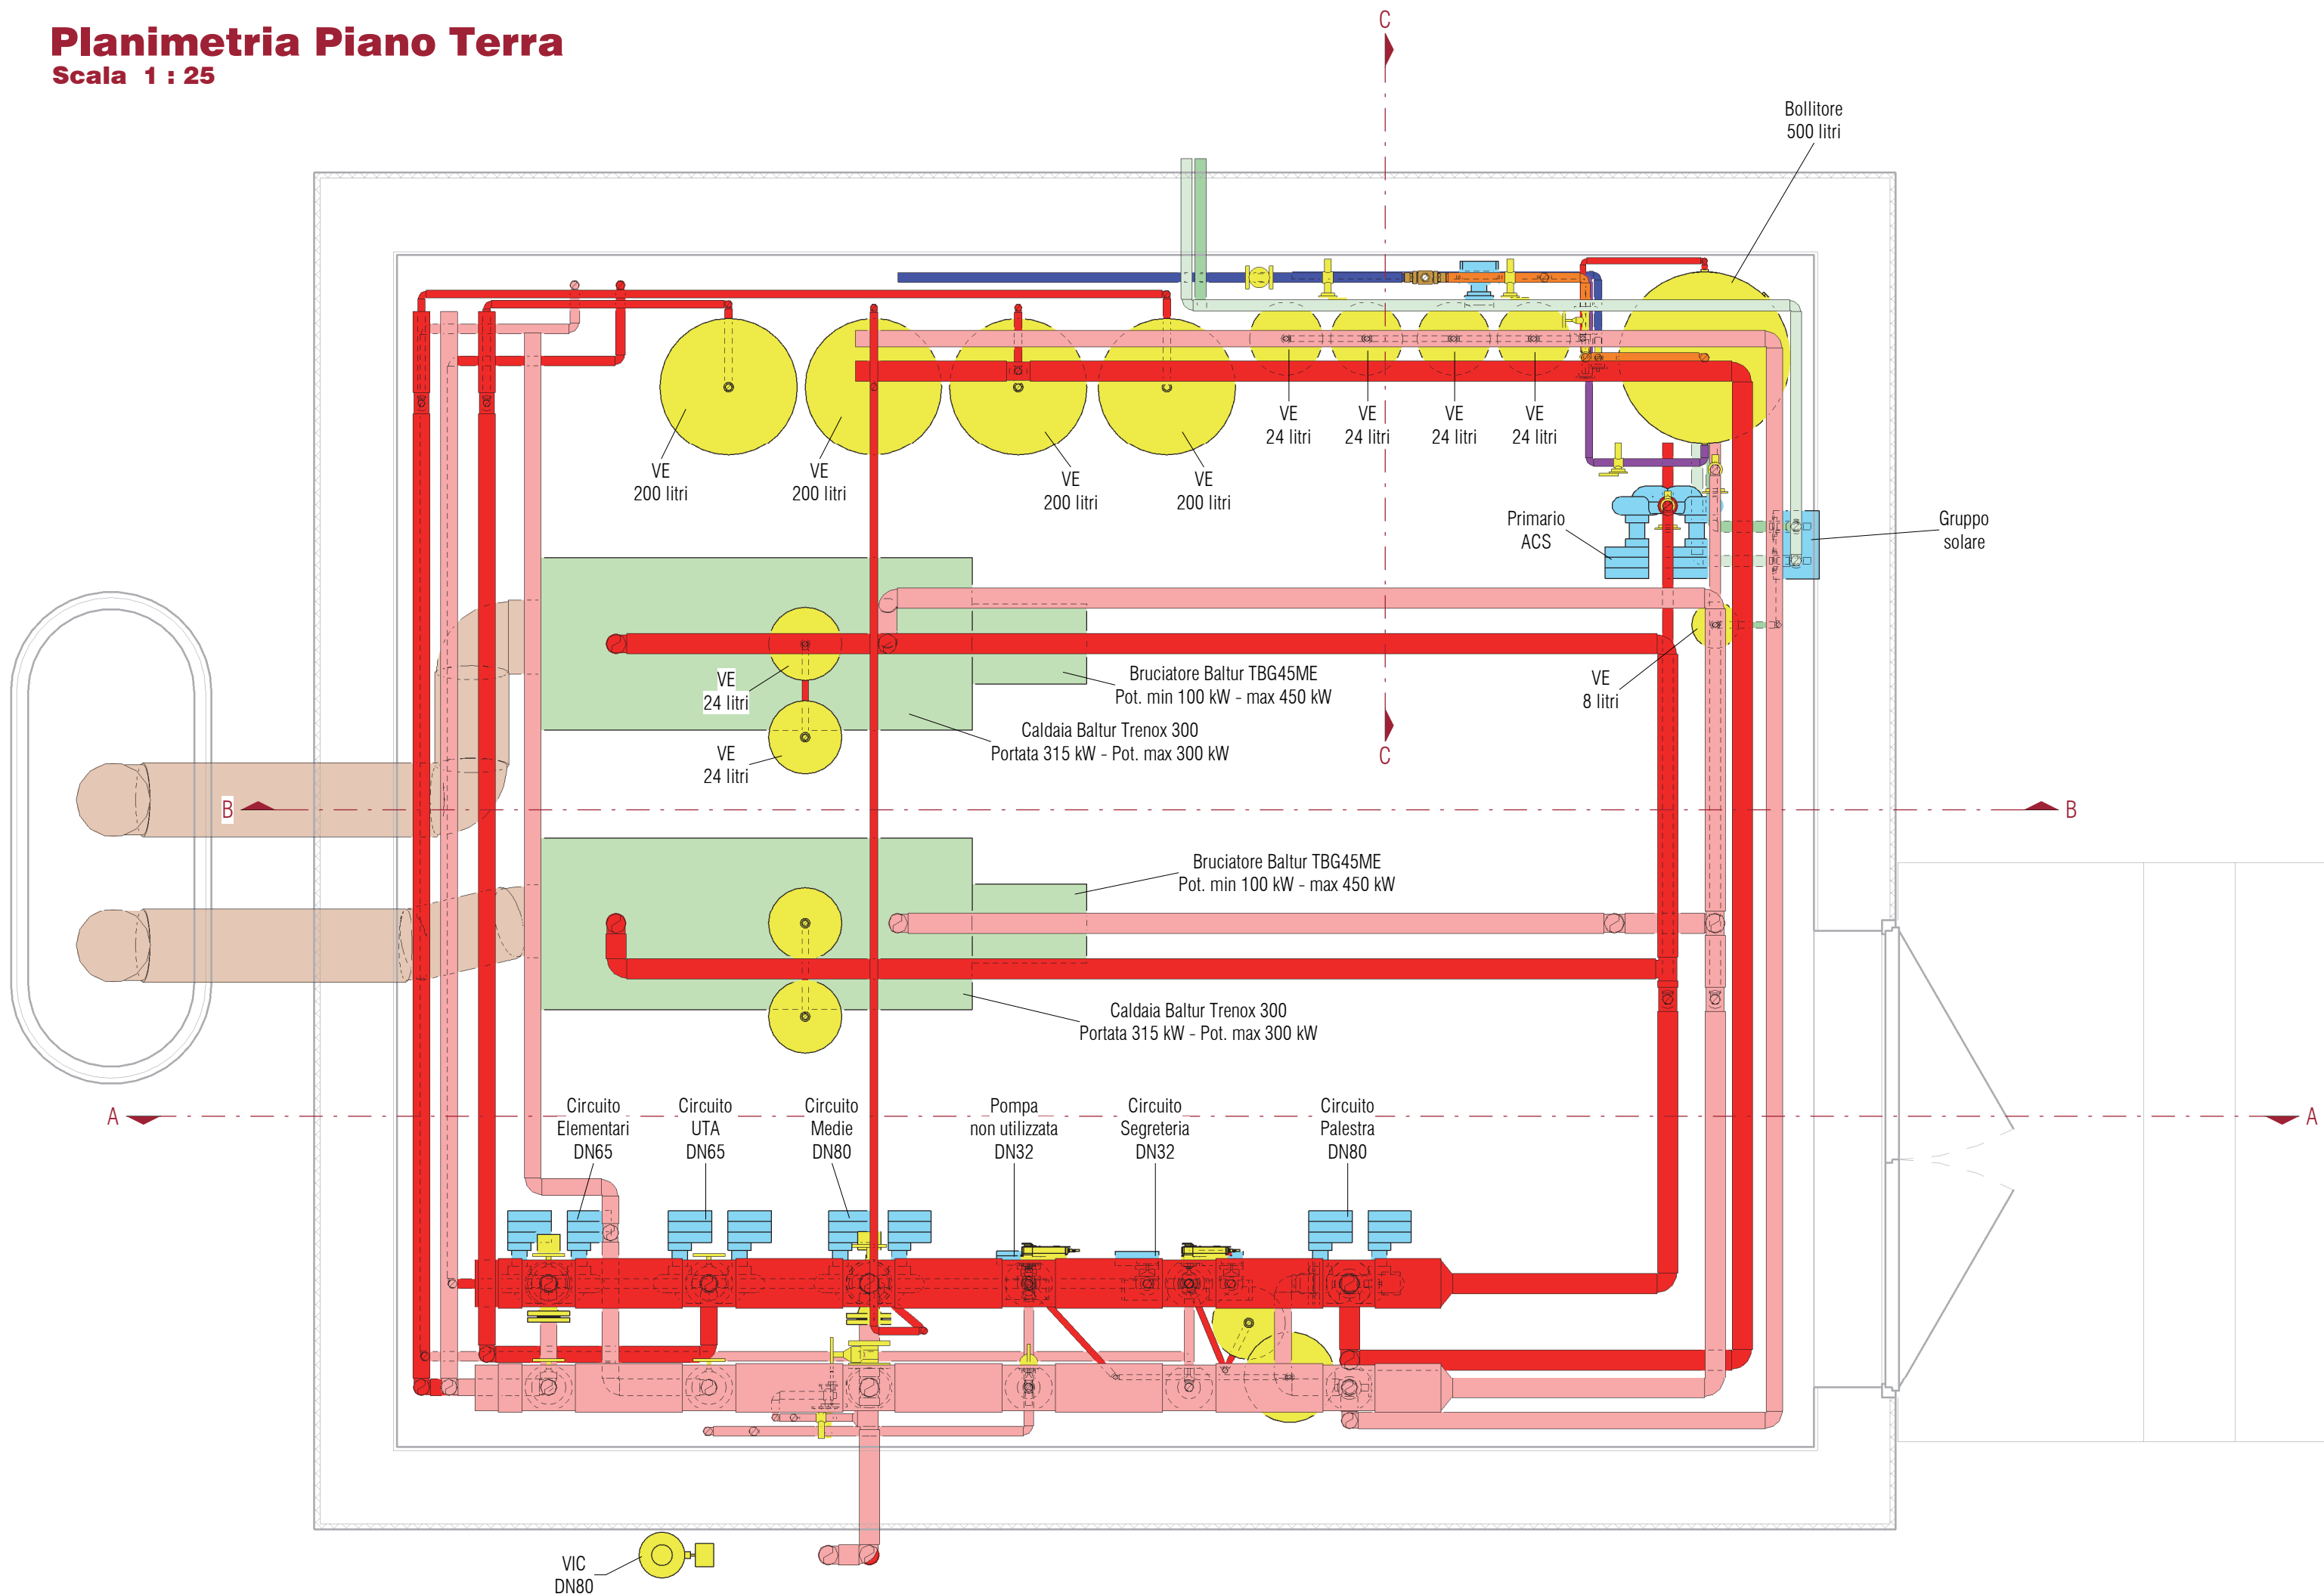 Planimetria Piano Terra
Scala 1 : 25
C
Bollitore
500 litri
VE
24 litri
VE
24 litri
VE
24 litri
VE
24 litri
VE
200 litri
VE
200 litri
VE
200 litri
VE
200 litri
Primario
ACS
Gruppo
solare
VE
24 litri
Bruciatore Baltur TBG45ME
Pot. min 100 kW - max 450 kW
VE
8 litri
Caldaia Baltur Trenox 300
Portata 315 kW - Pot. max 300 kW
VE
24 litri
C
B
B
Bruciatore Baltur TBG45ME
Pot. min 100 kW - max 450 kW
Caldaia Baltur Trenox 300
Portata 315 kW - Pot. max 300 kW
A
A
Circuito
Elementari
DN65
Circuito
UTA
DN65
Circuito
Medie
DN80
Pompa
non utilizzata
DN32
Circuito
Segreteria
DN32
Circuito
Palestra
DN80
VIC
DN80